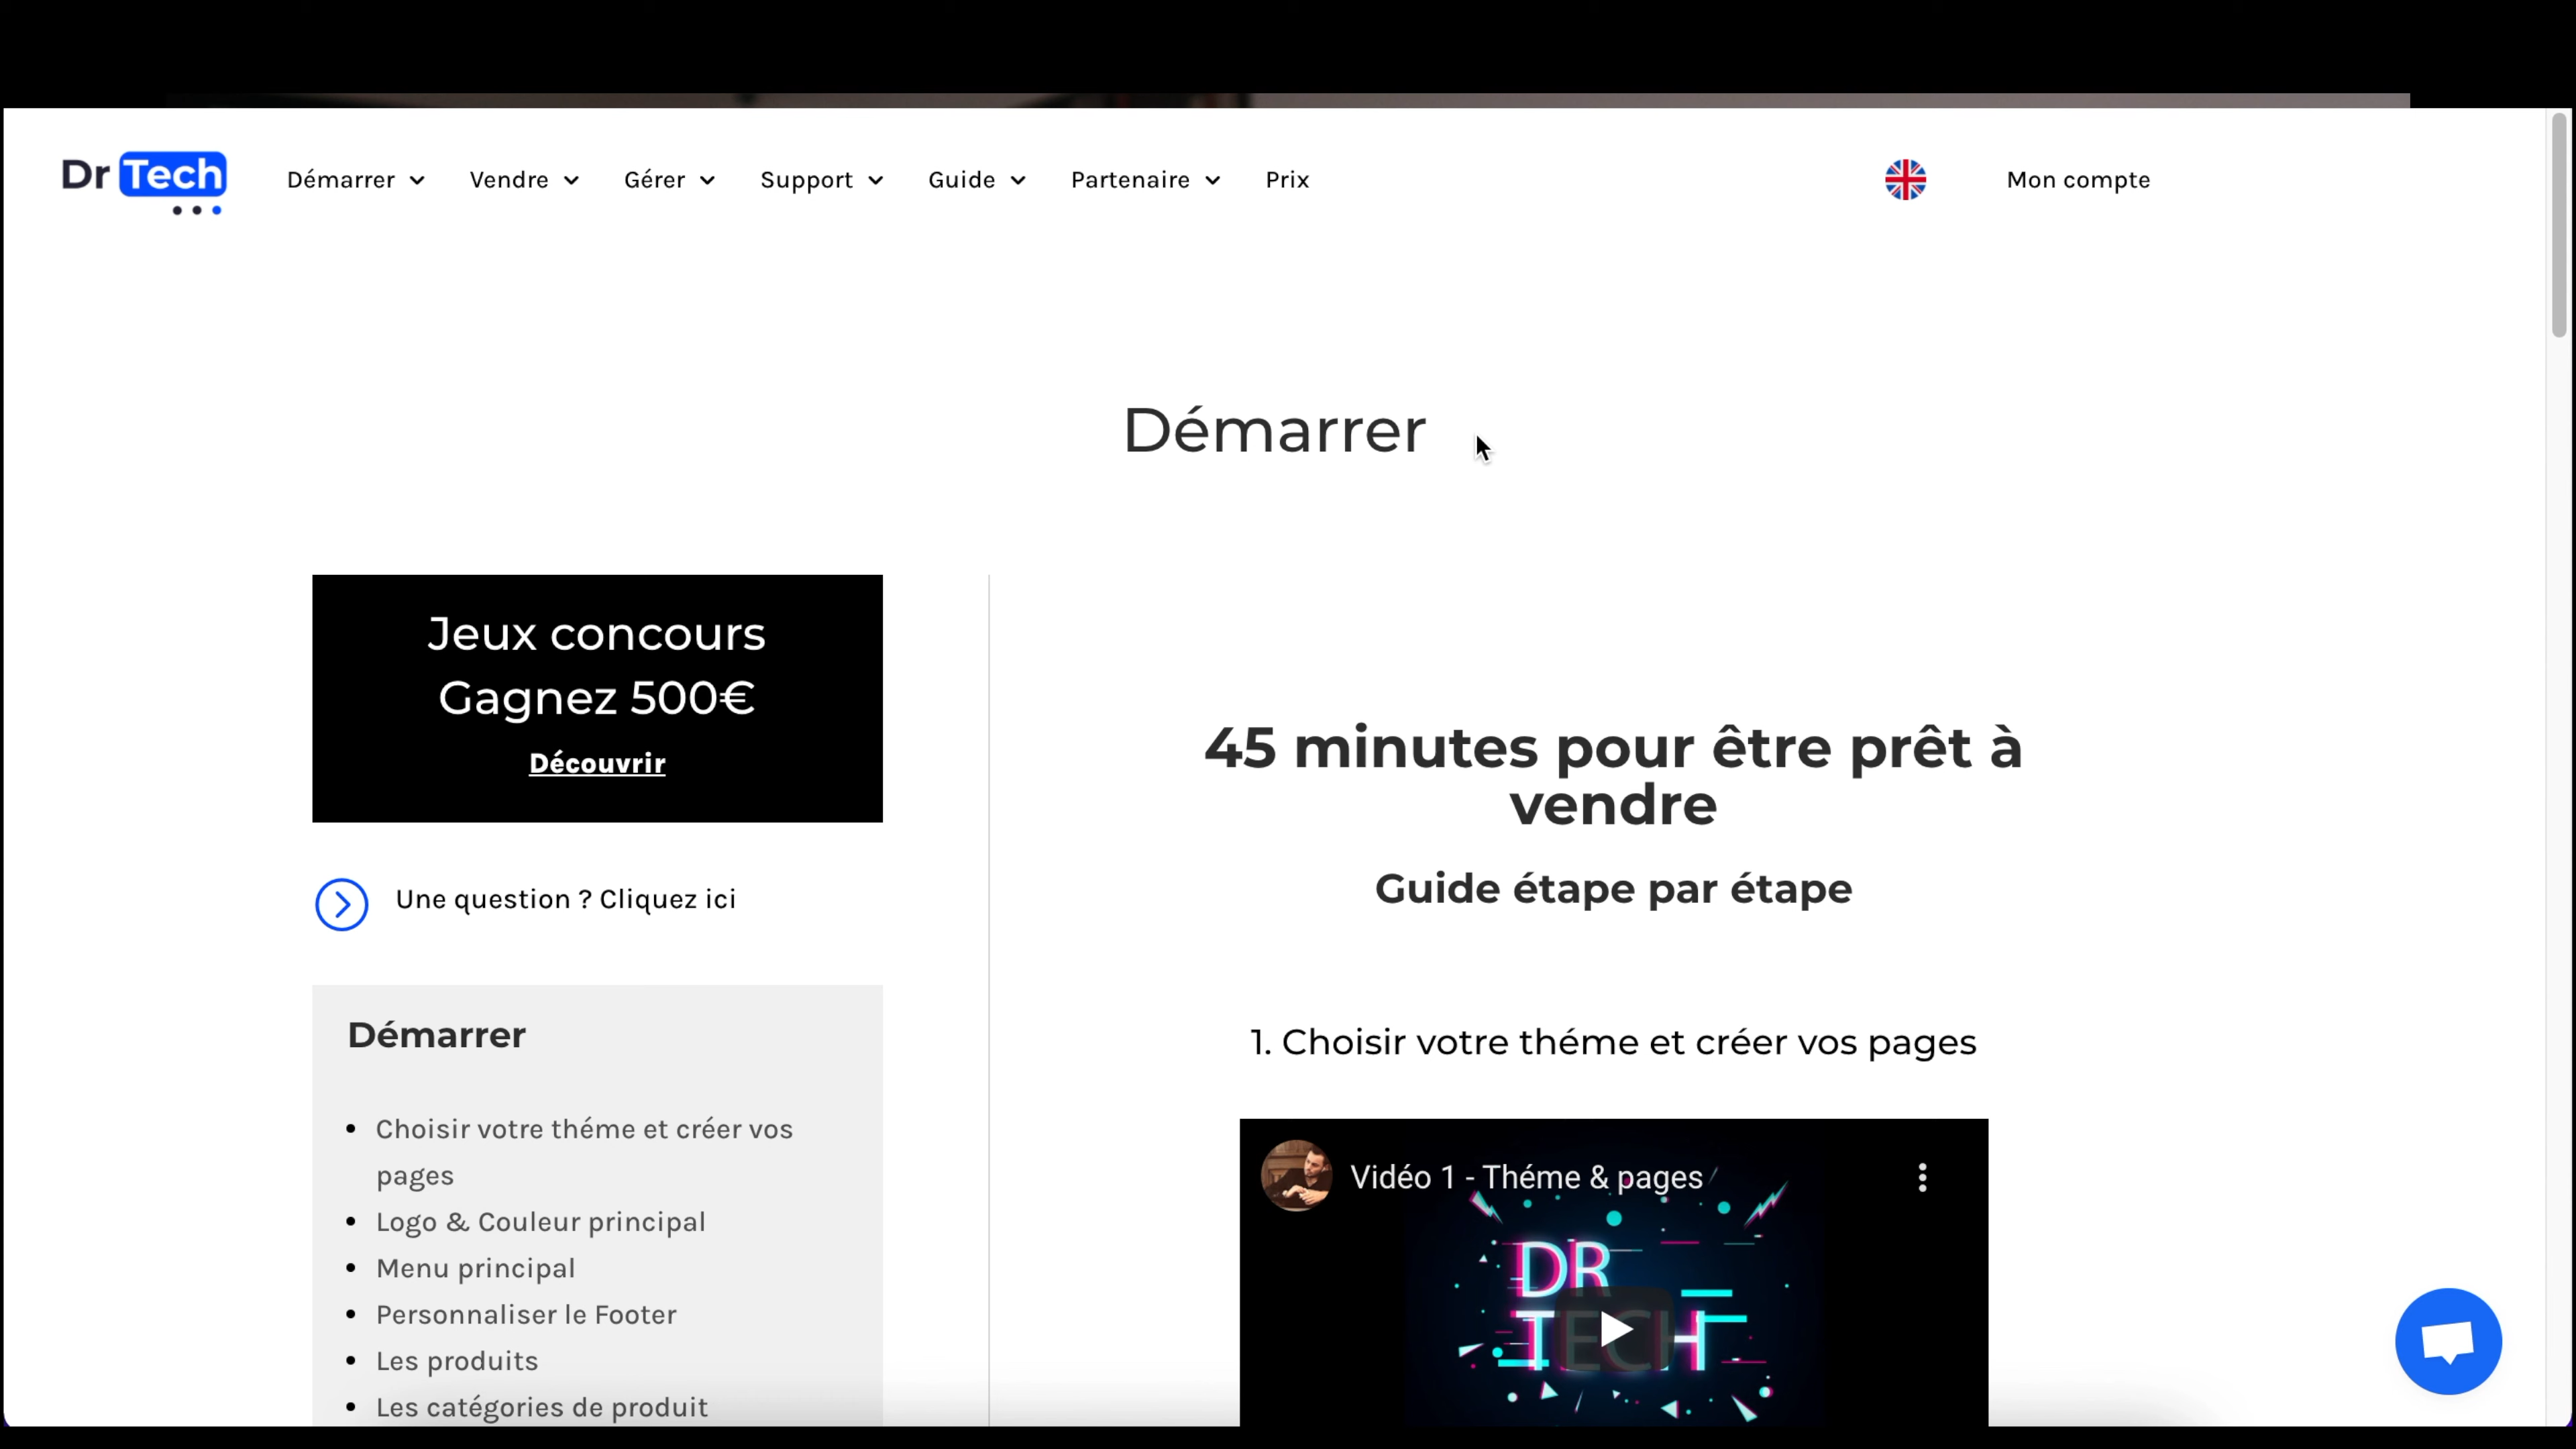 Dr Tech
Démarrer
Vendre
Gérer
Support
Guide
Partenaire
Prix
Mon compte
Démarrer
Jeux concours
Gagnez 500€
Découvrir
Une question ? Cliquez ici
Démarrer
Choisir votre théme et créer vos
pages
Logo & Couleur principal
Menu principal
Personnaliser le Footer
Les produits
Les catégories de produit
45 minutes pour être prêt à
vendre
Guide étape par étape
1. Choisir votre théme et créer vos pages
Vidéo 1 - Théme & pages
DR
TECH